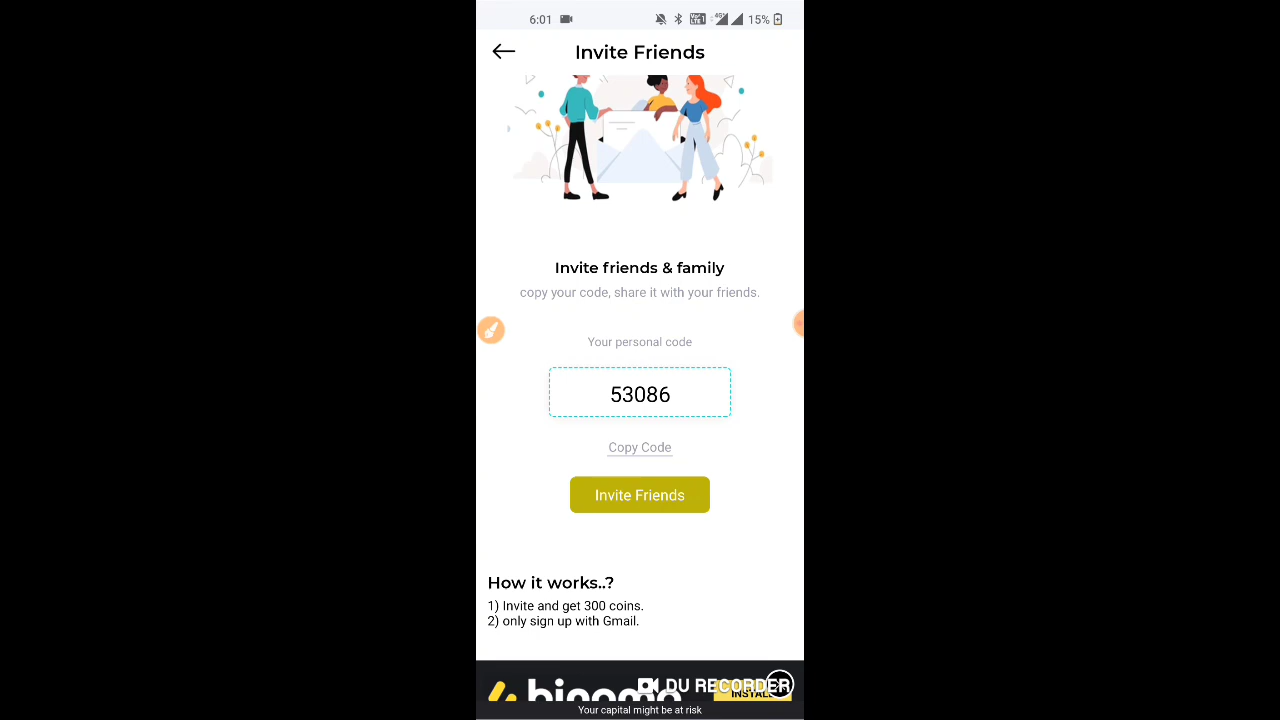 6:01 4G 15%
Invite Friends
Invite friends & family
copy your code, share it with your friends.
Your personal code
53086
Copy Code
Invite Friends
How it works..?
1) Invite and get 300 coins.
2) only sign up with Gmail.
DU RECORDER
INSTALL
Your capital might be at risk